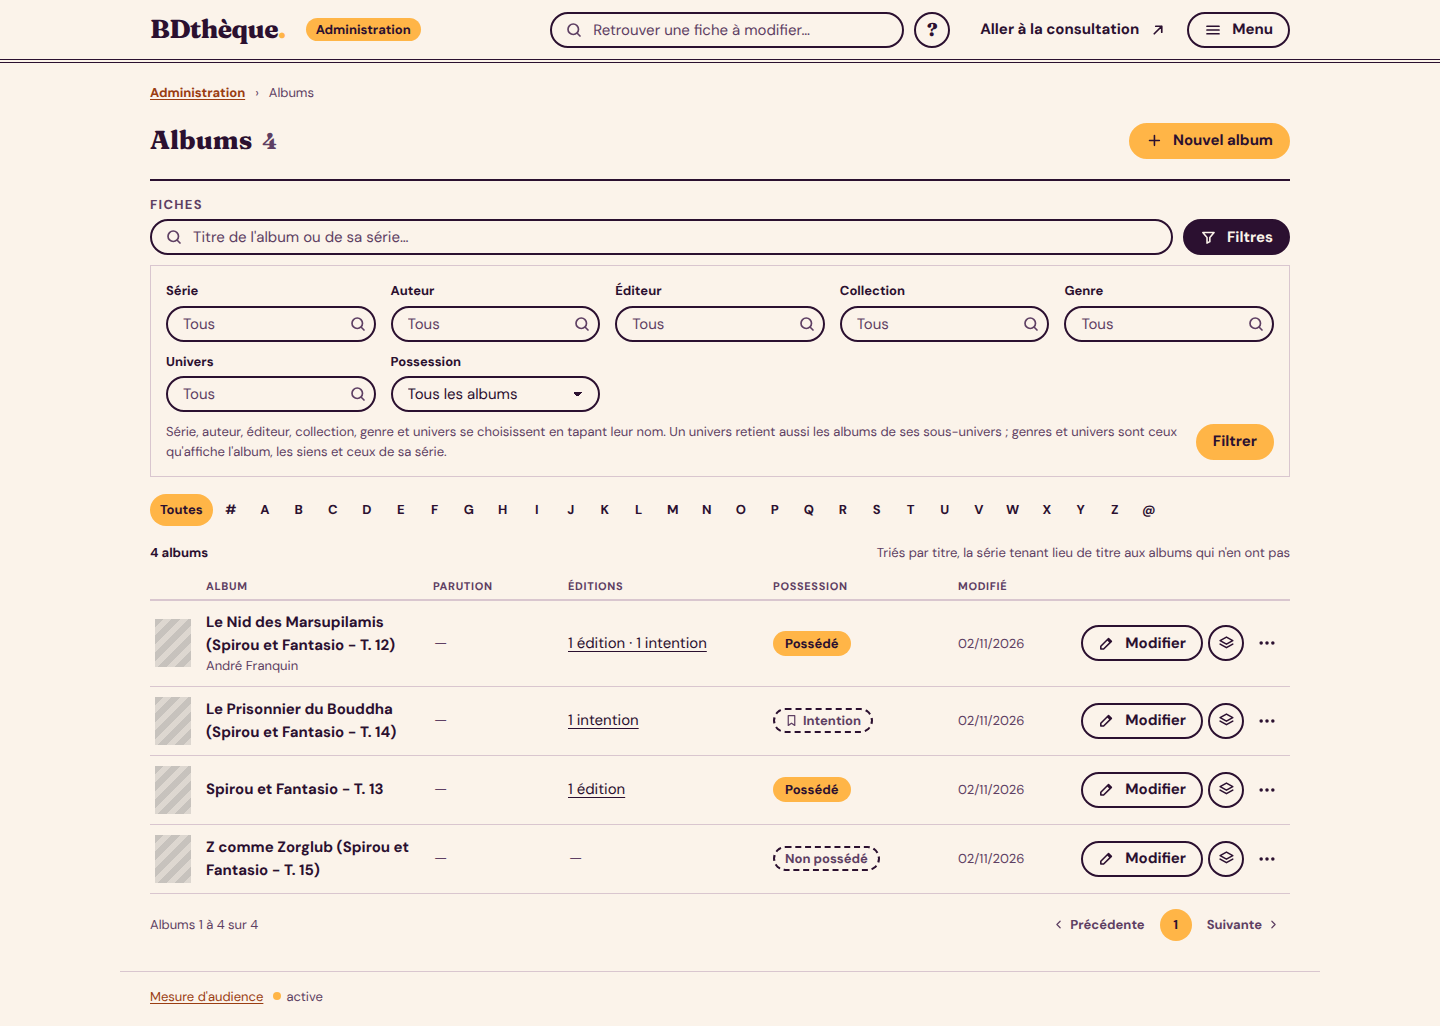 BDthèque. Administration Retrouver une fiche à modifier... ? Aller à la consultation Menu
Administration › Albums
Albums 4 Nouvel album
FICHES
Titre de l'album ou de sa série... Filtres
Série Auteur Éditeur Collection Genre
Tous Tous Tous Tous Tous
Univers Possession
Tous Tous les albums
Série, auteur, éditeur, collection, genre et univers se choisissent en tapant leur nom. Un univers retient aussi les albums de ses sous-univers ; genres et univers sont ceux
qu'affiche l'album, les siens et ceux de sa série. Filtrer
Toutes # A B C D E F G H I J K L M N O P Q R S T U V W X Y Z @
4 albums Triés par titre, la série tenant lieu de titre aux albums qui n'en ont pas
ALBUM PARUTION ÉDITIONS POSSESSION MODIFIÉ
Le Nid des Marsupilamis
(Spirou et Fantasio - T. 12) — 1 édition · 1 intention Possédé 02/11/2026 Modifier
André Franquin
Le Prisonnier du Bouddha
(Spirou et Fantasio - T. 14) — 1 intention Intention 02/11/2026 Modifier
Spirou et Fantasio - T. 13 — 1 édition Possédé 02/11/2026 Modifier
Z comme Zorglub (Spirou et
Fantasio - T. 15) — — Non possédé 02/11/2026 Modifier
Albums 1 à 4 sur 4 Précédente 1 Suivante
Mesure d'audience active